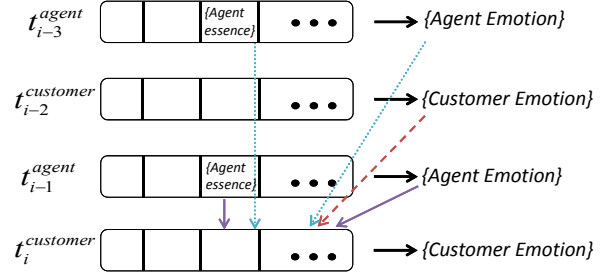 t_{i-3}^{agent} {Agent essence} ••• {Agent Emotion}
t_{i-2}^{customer} ••• {Customer Emotion}
t_{i-1}^{agent} {Agent essence} ••• {Agent Emotion}
t_i^{customer} ••• {Customer Emotion}